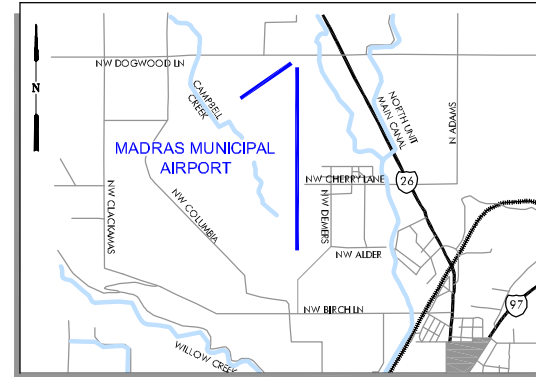 NW DOGWOOD LN
CAMPBELL
CREEK
NORTH UNIT
MAIN CANAL
N ADAMS
N
MADRAS MUNICIPAL
AIRPORT
NW CHERRY LANE
26
NW CLACKAMAS
NW COLUMBIA
NW DEMERS
NW ALDER
NW BIRCH LN
97
WILLOW CREEK